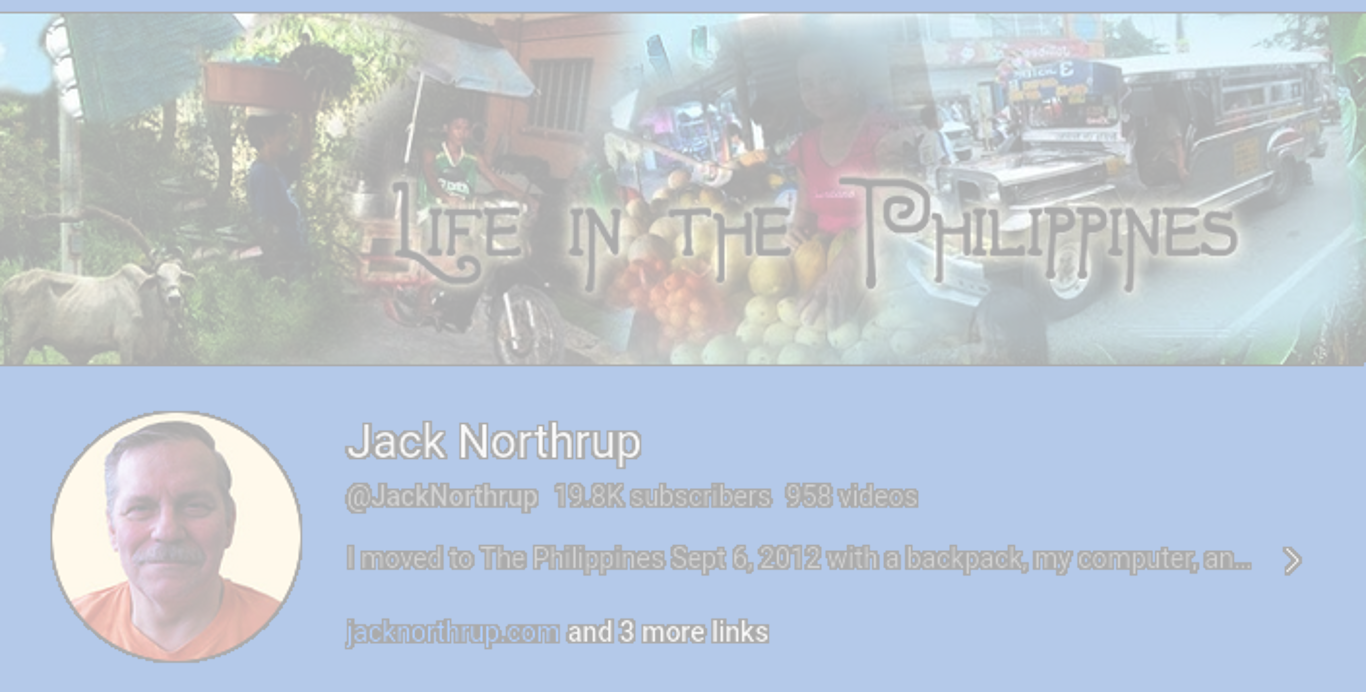 LIFE IN THE PHILIPPINES
Jack Northrup
@JackNorthrup 19.8K subscribers 958 videos
I moved to The Philippines Sept 6, 2012 with a backpack, my computer, an...
jacknorthrup.com and 3 more links